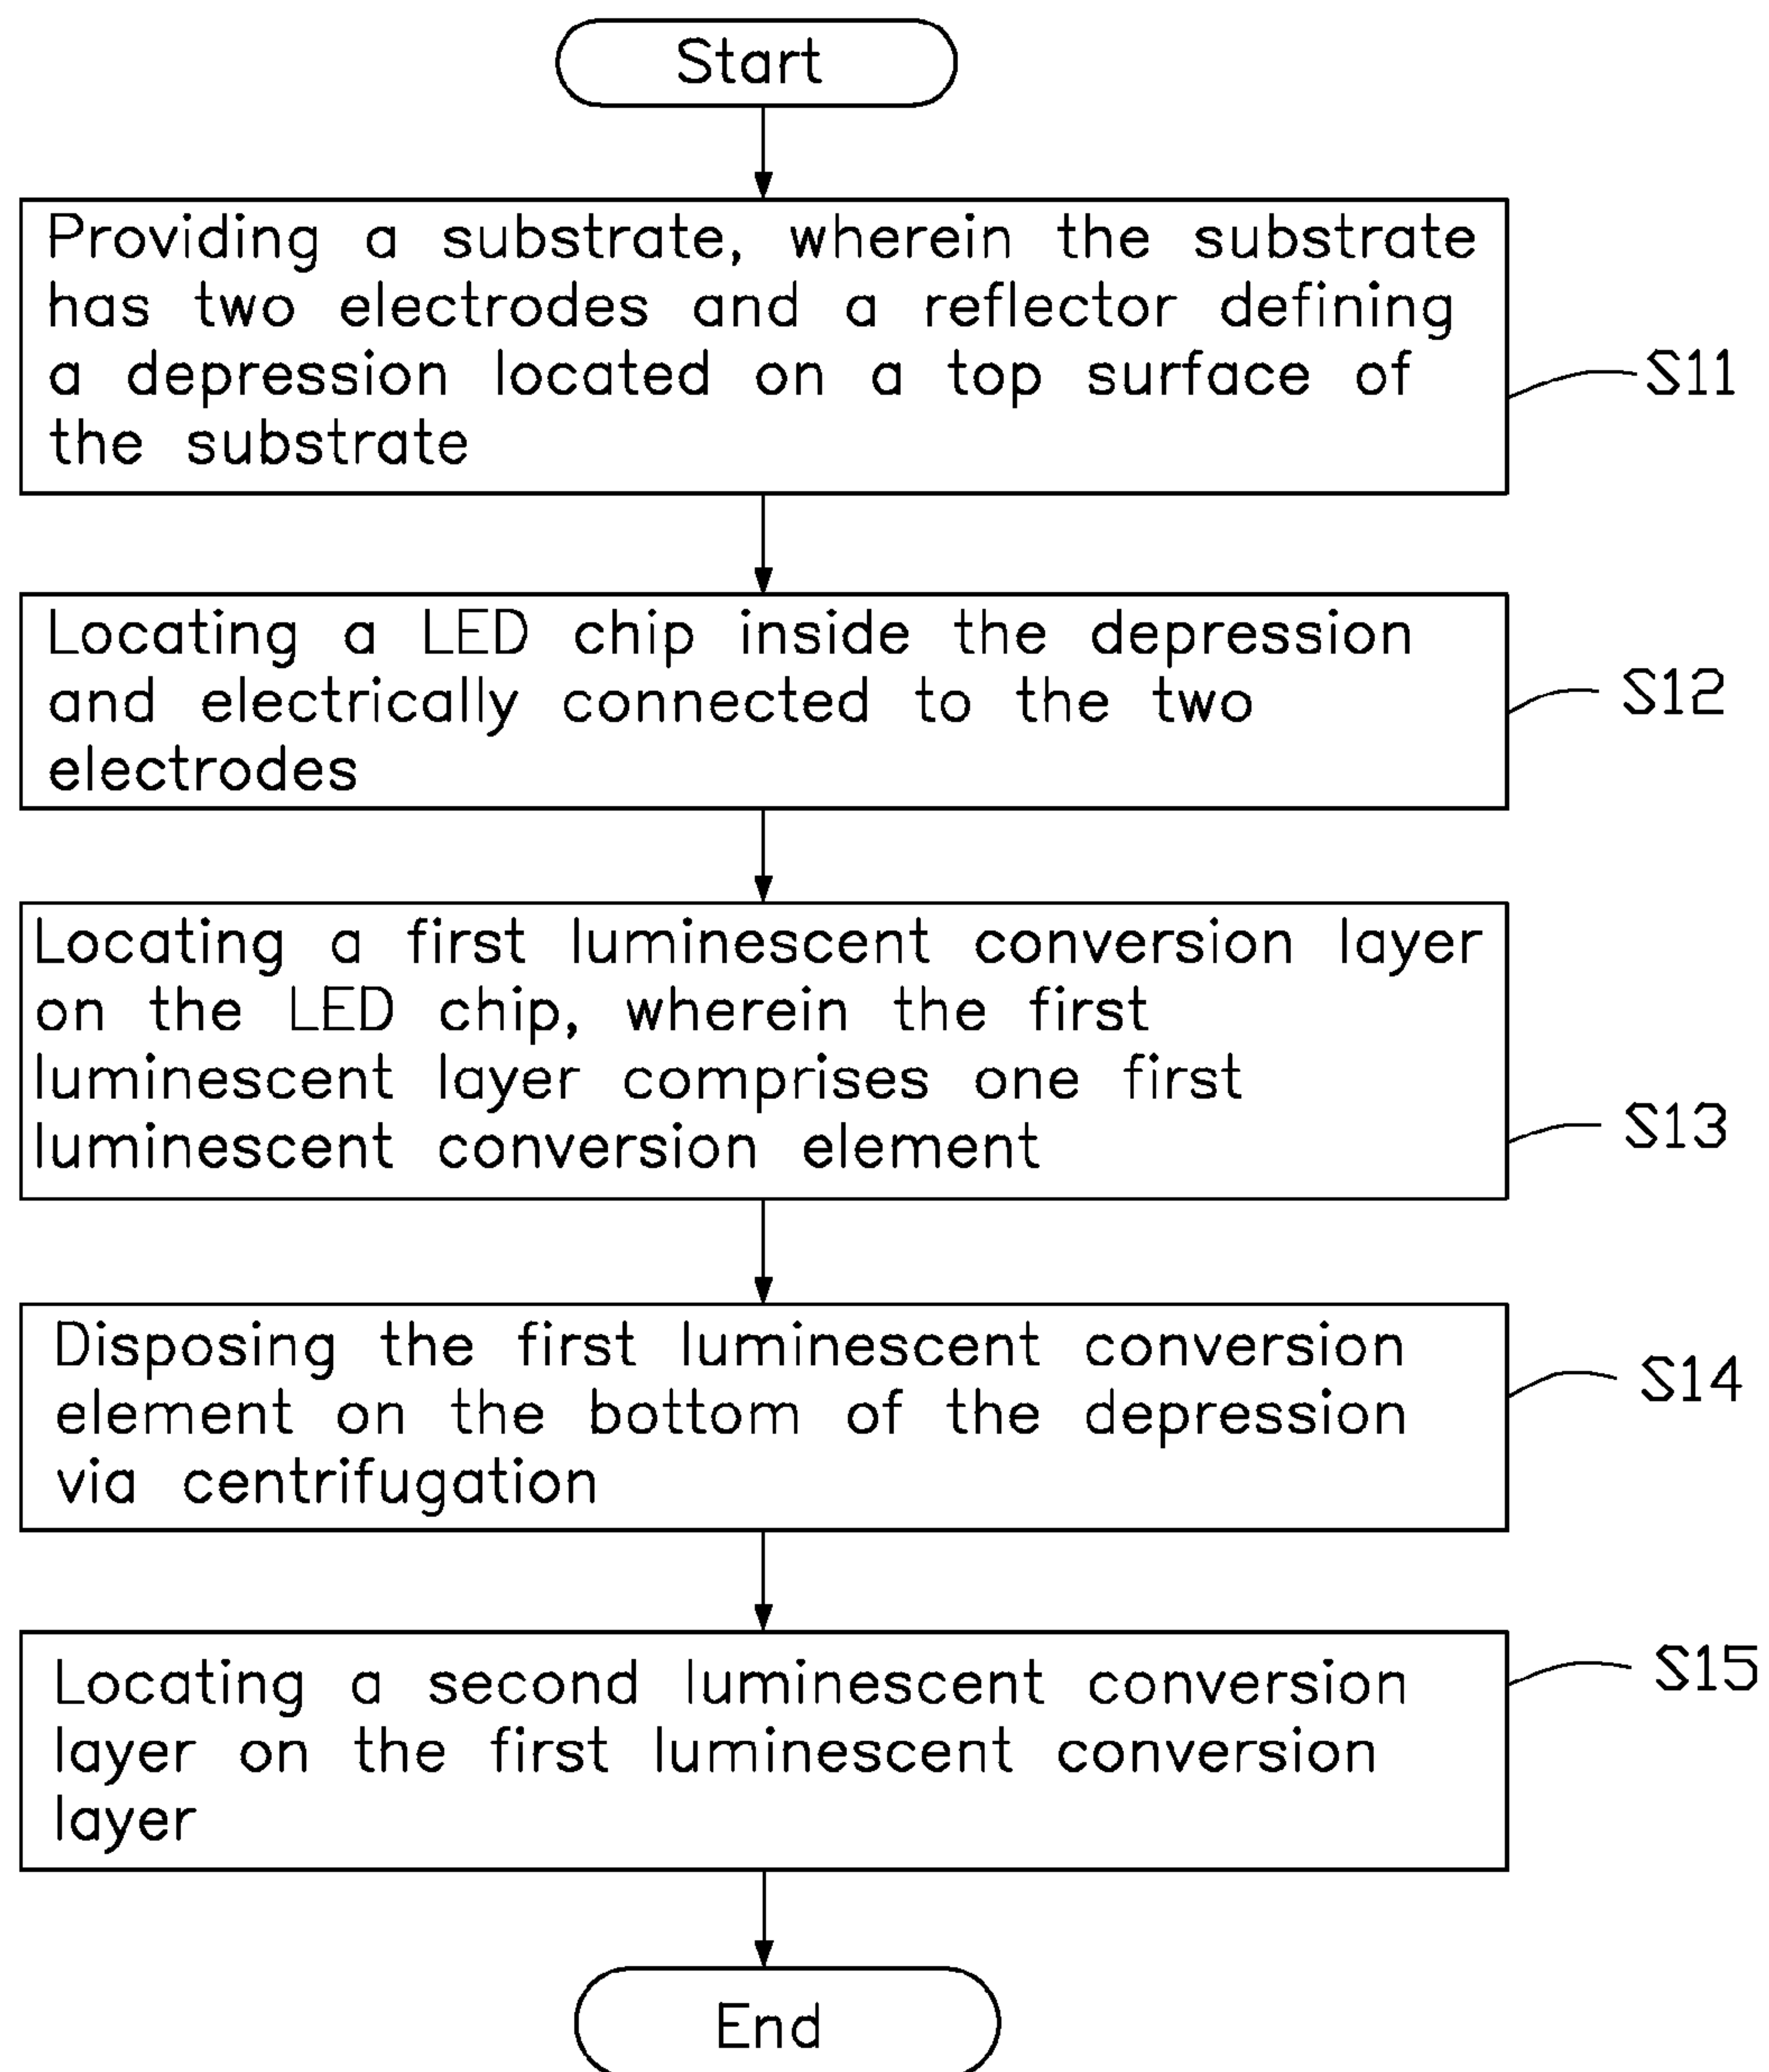 Start
Providing a substrate, wherein the substrate
has two electrodes and a reflector defining
a depression located on a top surface of
the substrate
S11
Locating a LED chip inside the depression
and electrically connected to the two
electrodes
S12
Locating a first luminescent conversion layer
on the LED chip, wherein the first
luminescent layer comprises one first
luminescent conversion element
S13
Disposing the first luminescent conversion
element on the bottom of the depression
via centrifugation
S14
Locating a second luminescent conversion
layer on the first luminescent conversion
layer
S15
End